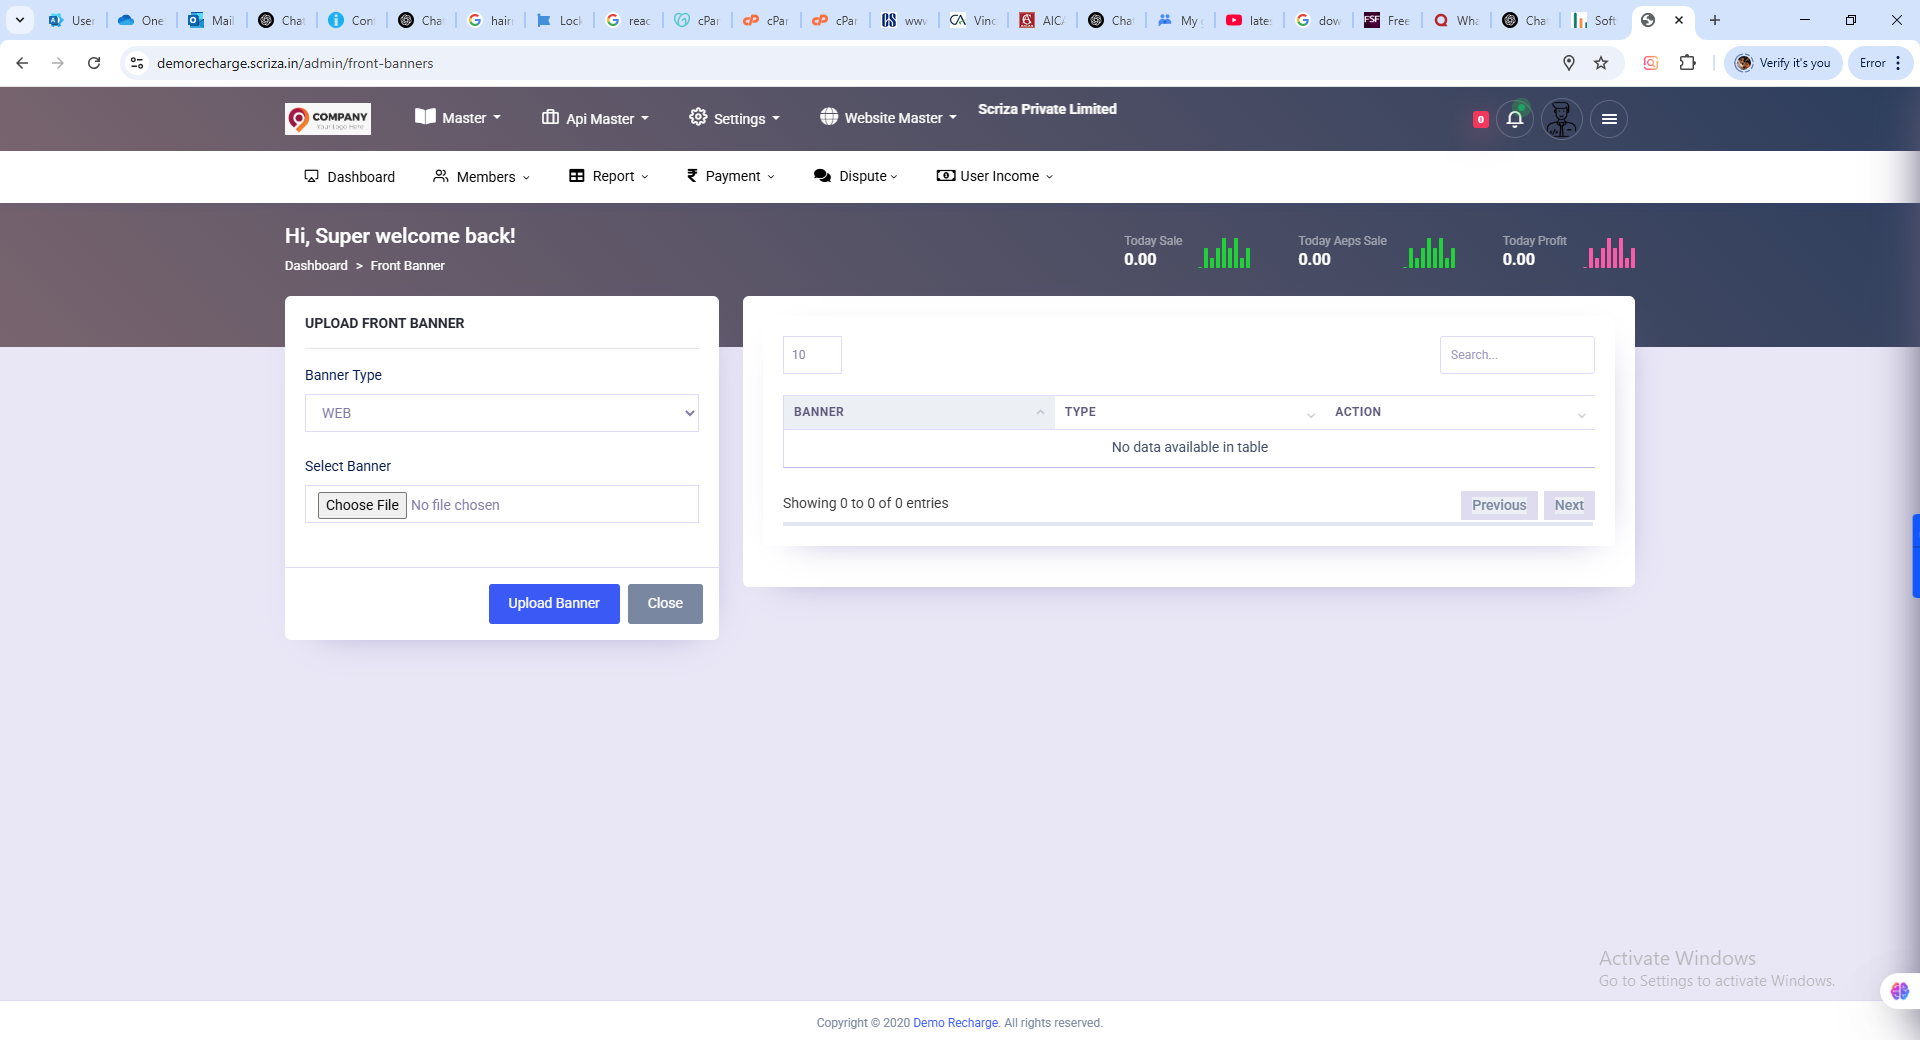 User
One
Mail
Chat
Con
Chat
hair
Lock
reac
cPar
cPar
cPar
www
Vinc
AICA
Chat
My
late
dow
Free
Wha
Chat
Soft
demorecharge.scriza.in/admin/front-banners
Verify it's you
Error
COMPANY
Your Logo Here
Master
Api Master
Settings
Website Master
Scriza Private Limited
0
Dashboard
Members
Report
Payment
Dispute
User Income
Hi, Super welcome back!
Dashboard > Front Banner
Today Sale
0.00
Today Aeps Sale
0.00
Today Profit
0.00
UPLOAD FRONT BANNER
Banner Type
WEB
Select Banner
Choose File No file chosen
Upload Banner
Close
10
Search...
BANNER TYPE ACTION
No data available in table
Showing 0 to 0 of 0 entries
Previous Next
Activate Windows
Go to Settings to activate Windows.
Copyright © 2020 Demo Recharge. All rights reserved.